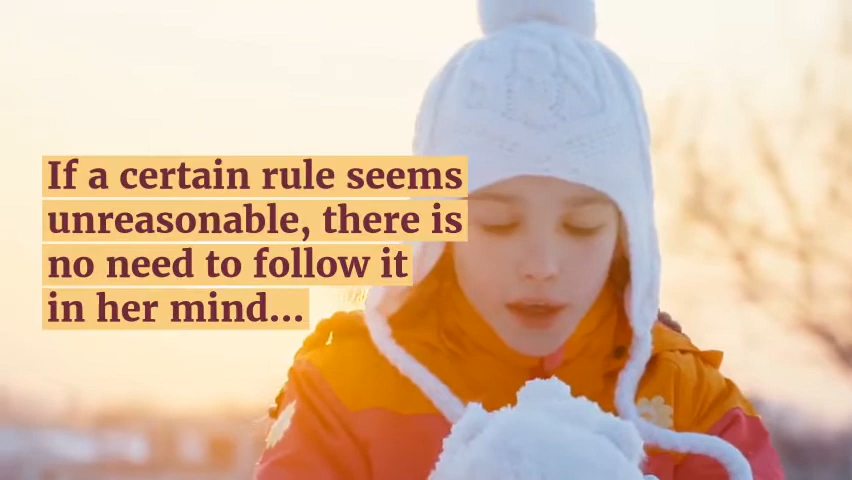 If a certain rule seems
unreasonable, there is
no need to follow it
in her mind...